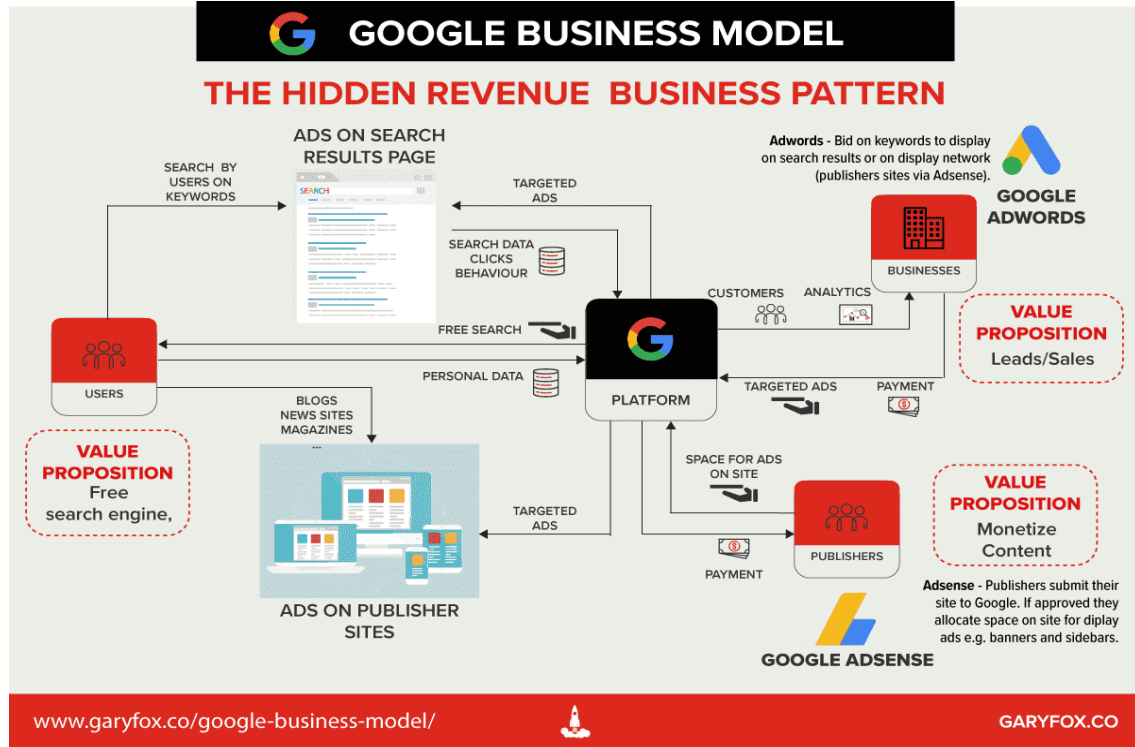 GOOGLE BUSINESS MODEL
THE HIDDEN REVENUE BUSINESS PATTERN
ADS ON SEARCH
RESULTS PAGE
SEARCH BY
USERS ON
KEYWORDS
SEARCH
TARGETED
ADS
SEARCH DATA
CLICKS
BEHAVIOUR
Adwords - Bid on keywords to display
on search results or on display network
(publishers sites via Adsense).
GOOGLE
ADWORDS
BUSINESSES
CUSTOMERS
ANALYTICS
VALUE
PROPOSITION
Leads/Sales
FREE SEARCH
PERSONAL DATA
USERS
PLATFORM
TARGETED ADS
PAYMENT
BLOGS
NEWS SITES
MAGAZINES
VALUE
PROPOSITION
Free
search engine,
SPACE FOR ADS
ON SITE
TARGETED
ADS
PAYMENT
PUBLISHERS
VALUE
PROPOSITION
Monetize
Content
ADS ON PUBLISHER
SITES
Adsense - Publishers submit their
site to Google. If approved they
allocate space on site for diplay
ads e.g. banners and sidebars.
GOOGLE ADSENSE
www.garyfox.co/google-business-model/
GARYFOX.CO